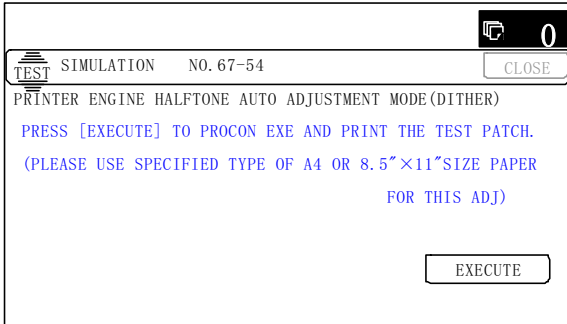 0
TEST SIMULATION NO.67-54 CLOSE
PRINTER ENGINE HALFTONE AUTO ADJUSTMENT MODE(DITHER)
PRESS [EXECUTE] TO PROCON EXE AND PRINT THE TEST PATCH.
(PLEASE USE SPECIFIED TYPE OF A4 OR 8.5″×11″SIZE PAPER
FOR THIS ADJ)
EXECUTE